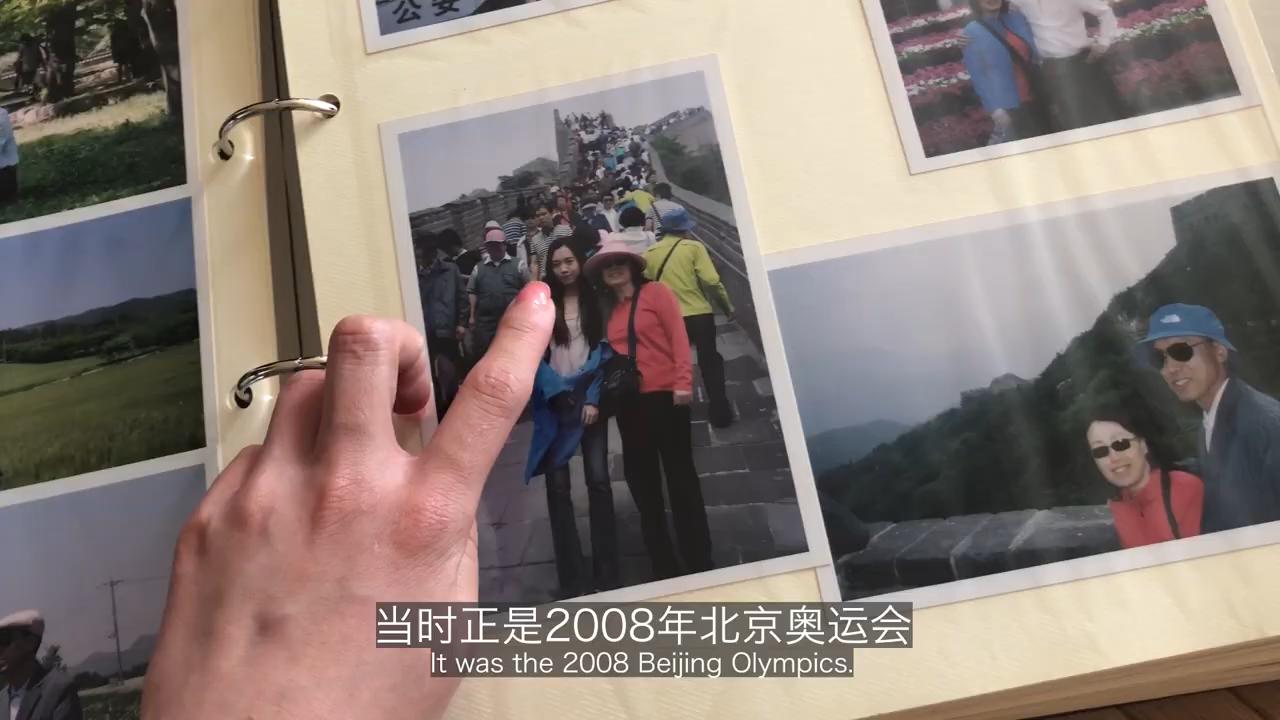 公安
当时正是2008年北京奥运会
It was the 2008 Beijing Olympics.